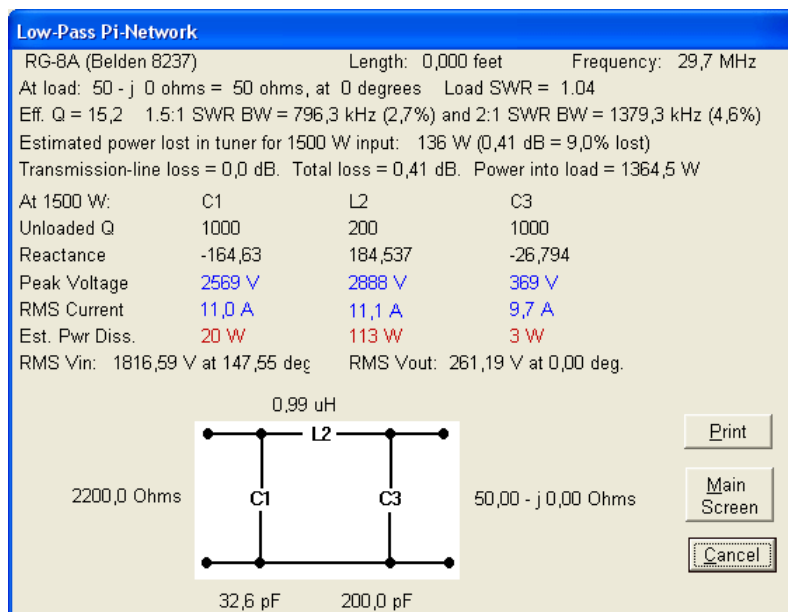 Low-Pass Pi-Network
RG-8A (Belden 8237) Length: 0,000 feet Frequency: 29,7 MHz
At load: 50 - j 0 ohms = 50 ohms, at 0 degrees Load SWR = 1.04
Eff. Q = 15,2 1.5:1 SWR BW = 796,3 kHz (2,7%) and 2:1 SWR BW = 1379,3 kHz (4,6%)
Estimated power lost in tuner for 1500 W input: 136 W (0,41 dB = 9,0% lost)
Transmission-line loss = 0,0 dB. Total loss = 0,41 dB. Power into load = 1364,5 W
At 1500 W: C1 L2 C3
Unloaded Q 1000 200 1000
Reactance -164,63 184,537 -26,794
Peak Voltage 2569 V 2888 V 369 V
RMS Current 11,0 A 11,1 A 9,7 A
Est. Pwr Diss. 20 W 113 W 3 W
RMS Vin: 1816,59 V at 147,55 deg RMS Vout: 261,19 V at 0,00 deg.
0,99 uH
L2
Print
2200,0 Ohms C1 C3 50,00 - j 0,00 Ohms
Main
Screen
Cancel
32,6 pF 200,0 pF